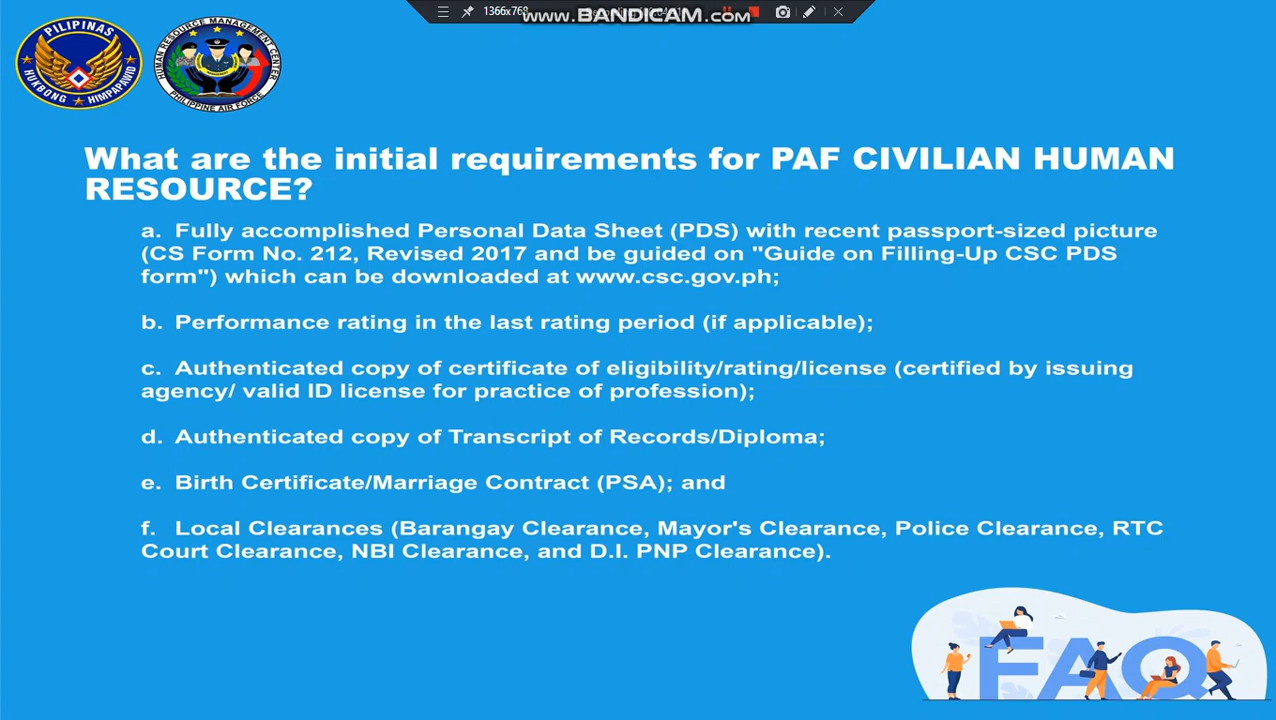 1366x768
www.BANDICAM.com
PILIPINAS
HUKBONG HIMPAPAWID
HUMAN RESOURCE MANAGEMENT CENTER
PHILIPPINE AIR FORCE
What are the initial requirements for PAF CIVILIAN HUMAN
RESOURCE?
a. Fully accomplished Personal Data Sheet (PDS) with recent passport-sized picture
(CS Form No. 212, Revised 2017 and be guided on "Guide on Filling-Up CSC PDS
form") which can be downloaded at www.csc.gov.ph;
b. Performance rating in the last rating period (if applicable);
c. Authenticated copy of certificate of eligibility/rating/license (certified by issuing
agency/ valid ID license for practice of profession);
d. Authenticated copy of Transcript of Records/Diploma;
e. Birth Certificate/Marriage Contract (PSA); and
f. Local Clearances (Barangay Clearance, Mayor's Clearance, Police Clearance, RTC
Court Clearance, NBI Clearance, and D.I. PNP Clearance).
FAQ